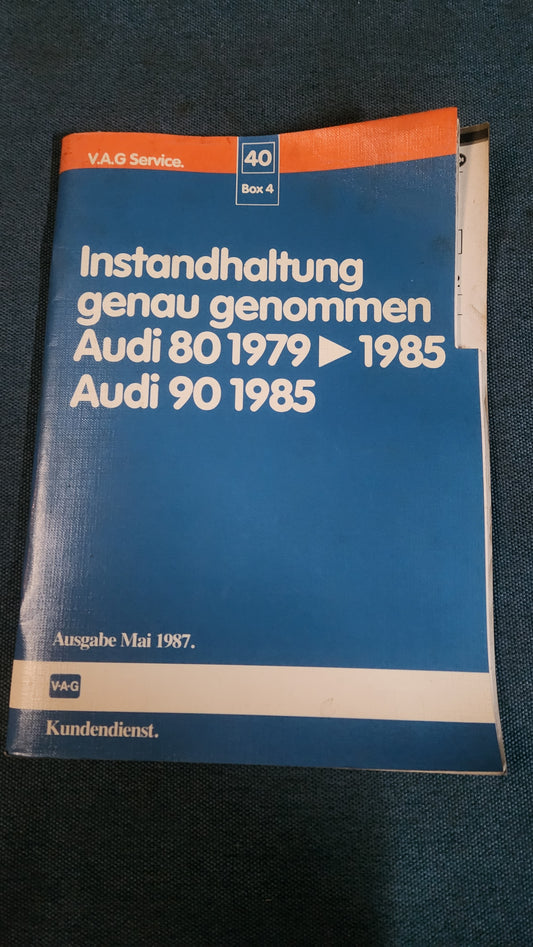 V.A.G Service.
40
Box 4
Instandhaltung
genau genommen
Audi 80 1979 ▶ 1985
Audi 90 1985
Ausgabe Mai 1987.
V·A·G
Kundendienst.